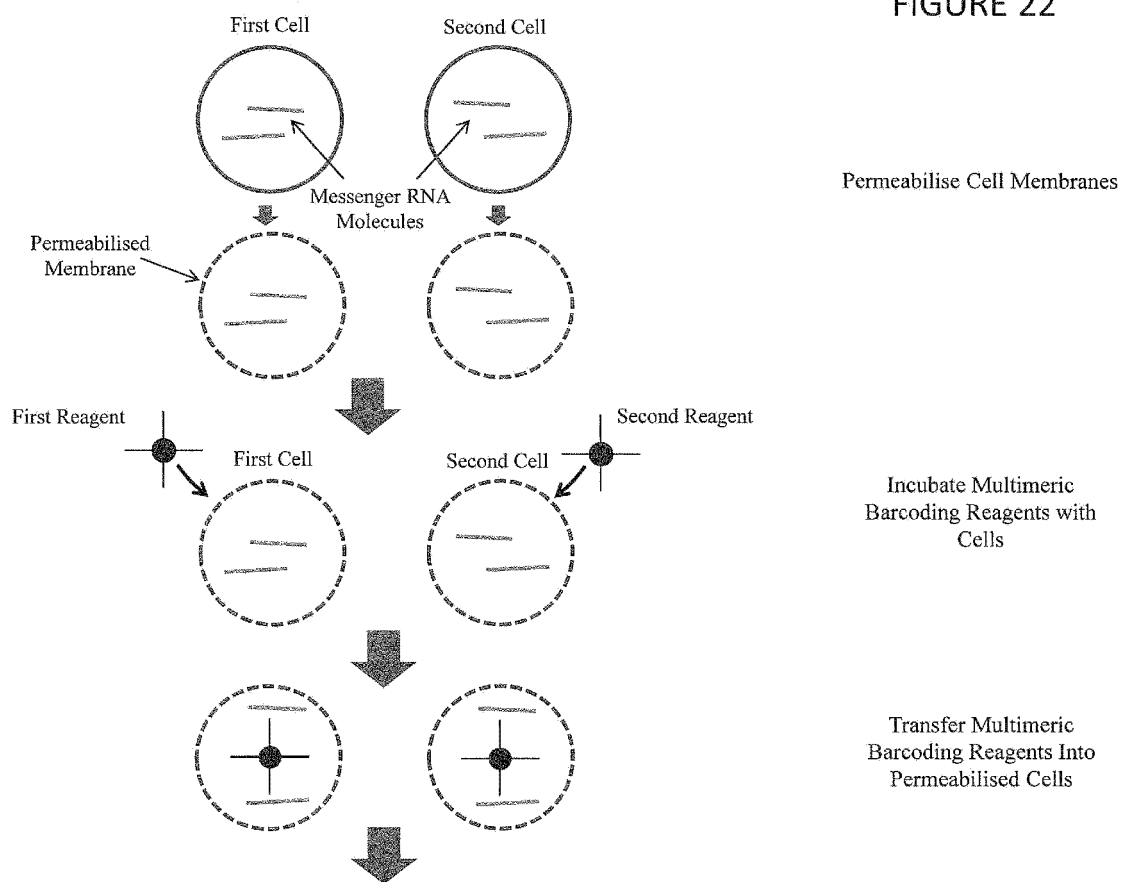 FIGURE 22
First Cell
Second Cell
Messenger RNA
Molecules
Permeabilise Cell Membranes
Permeabilised
Membrane
First Reagent
Second Reagent
First Cell
Second Cell
Incubate Multimeric
Barcoding Reagents with
Cells
Transfer Multimeric
Barcoding Reagents Into
Permeabilised Cells